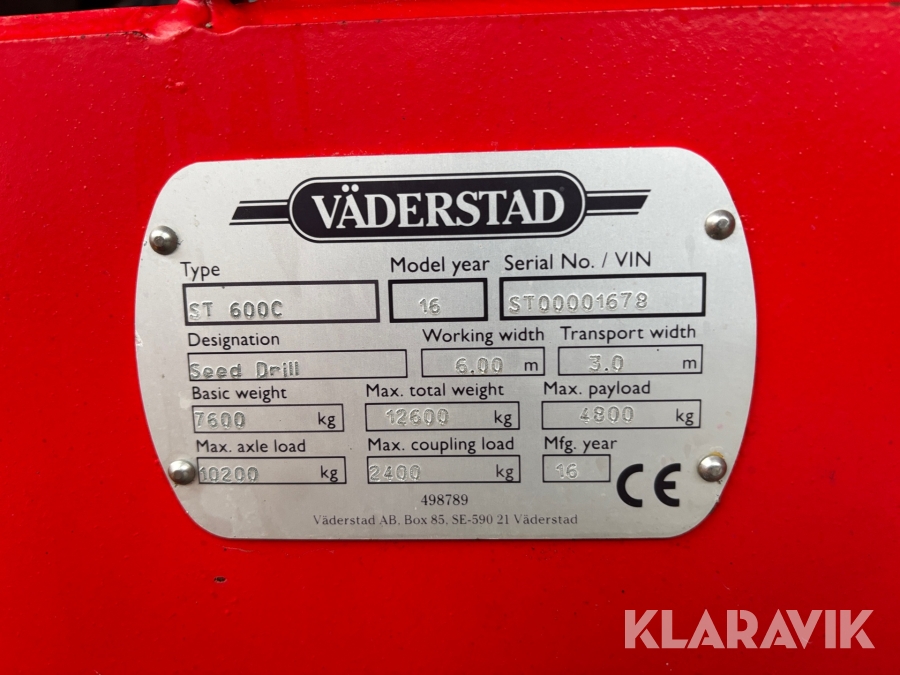 VÄDERSTAD
Type Model year Serial No. / VIN
ST 600C 16 ST00001678
Designation Working width Transport width
Seed Drill 6.00 m 3.0 m
Basic weight Max. total weight Max. payload
7600 kg 12600 kg 4800 kg
Max. axle load Max. coupling load Mfg. year
10200 kg 2400 kg 16 CE
498789
Väderstad AB, Box 85, SE-590 21 Väderstad
KLARAVIK